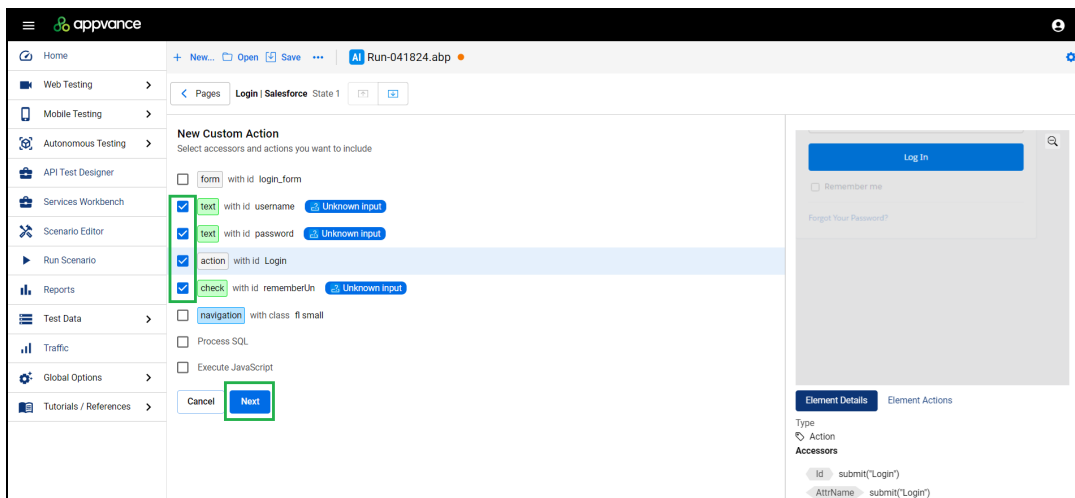 appvance
Home
Web Testing
Mobile Testing
Autonomous Testing
API Test Designer
Services Workbench
Scenario Editor
Run Scenario
Reports
Test Data
Traffic
Global Options
Tutorials / References
+ New... Open Save ••• AI Run-041824.abp
Pages Login | Salesforce State 1
New Custom Action
Select accessors and actions you want to include
form with id login_form
text with id username Unknown input
text with id password Unknown input
action with id Login
check with id rememberUn Unknown input
navigation with class fl small
Process SQL
Execute JavaScript
Cancel Next
Log In
Remember me
Forgot Your Password?
Element Details Element Actions
Type
Action
Accessors
Id submit("Login")
AttrName submit("Login")